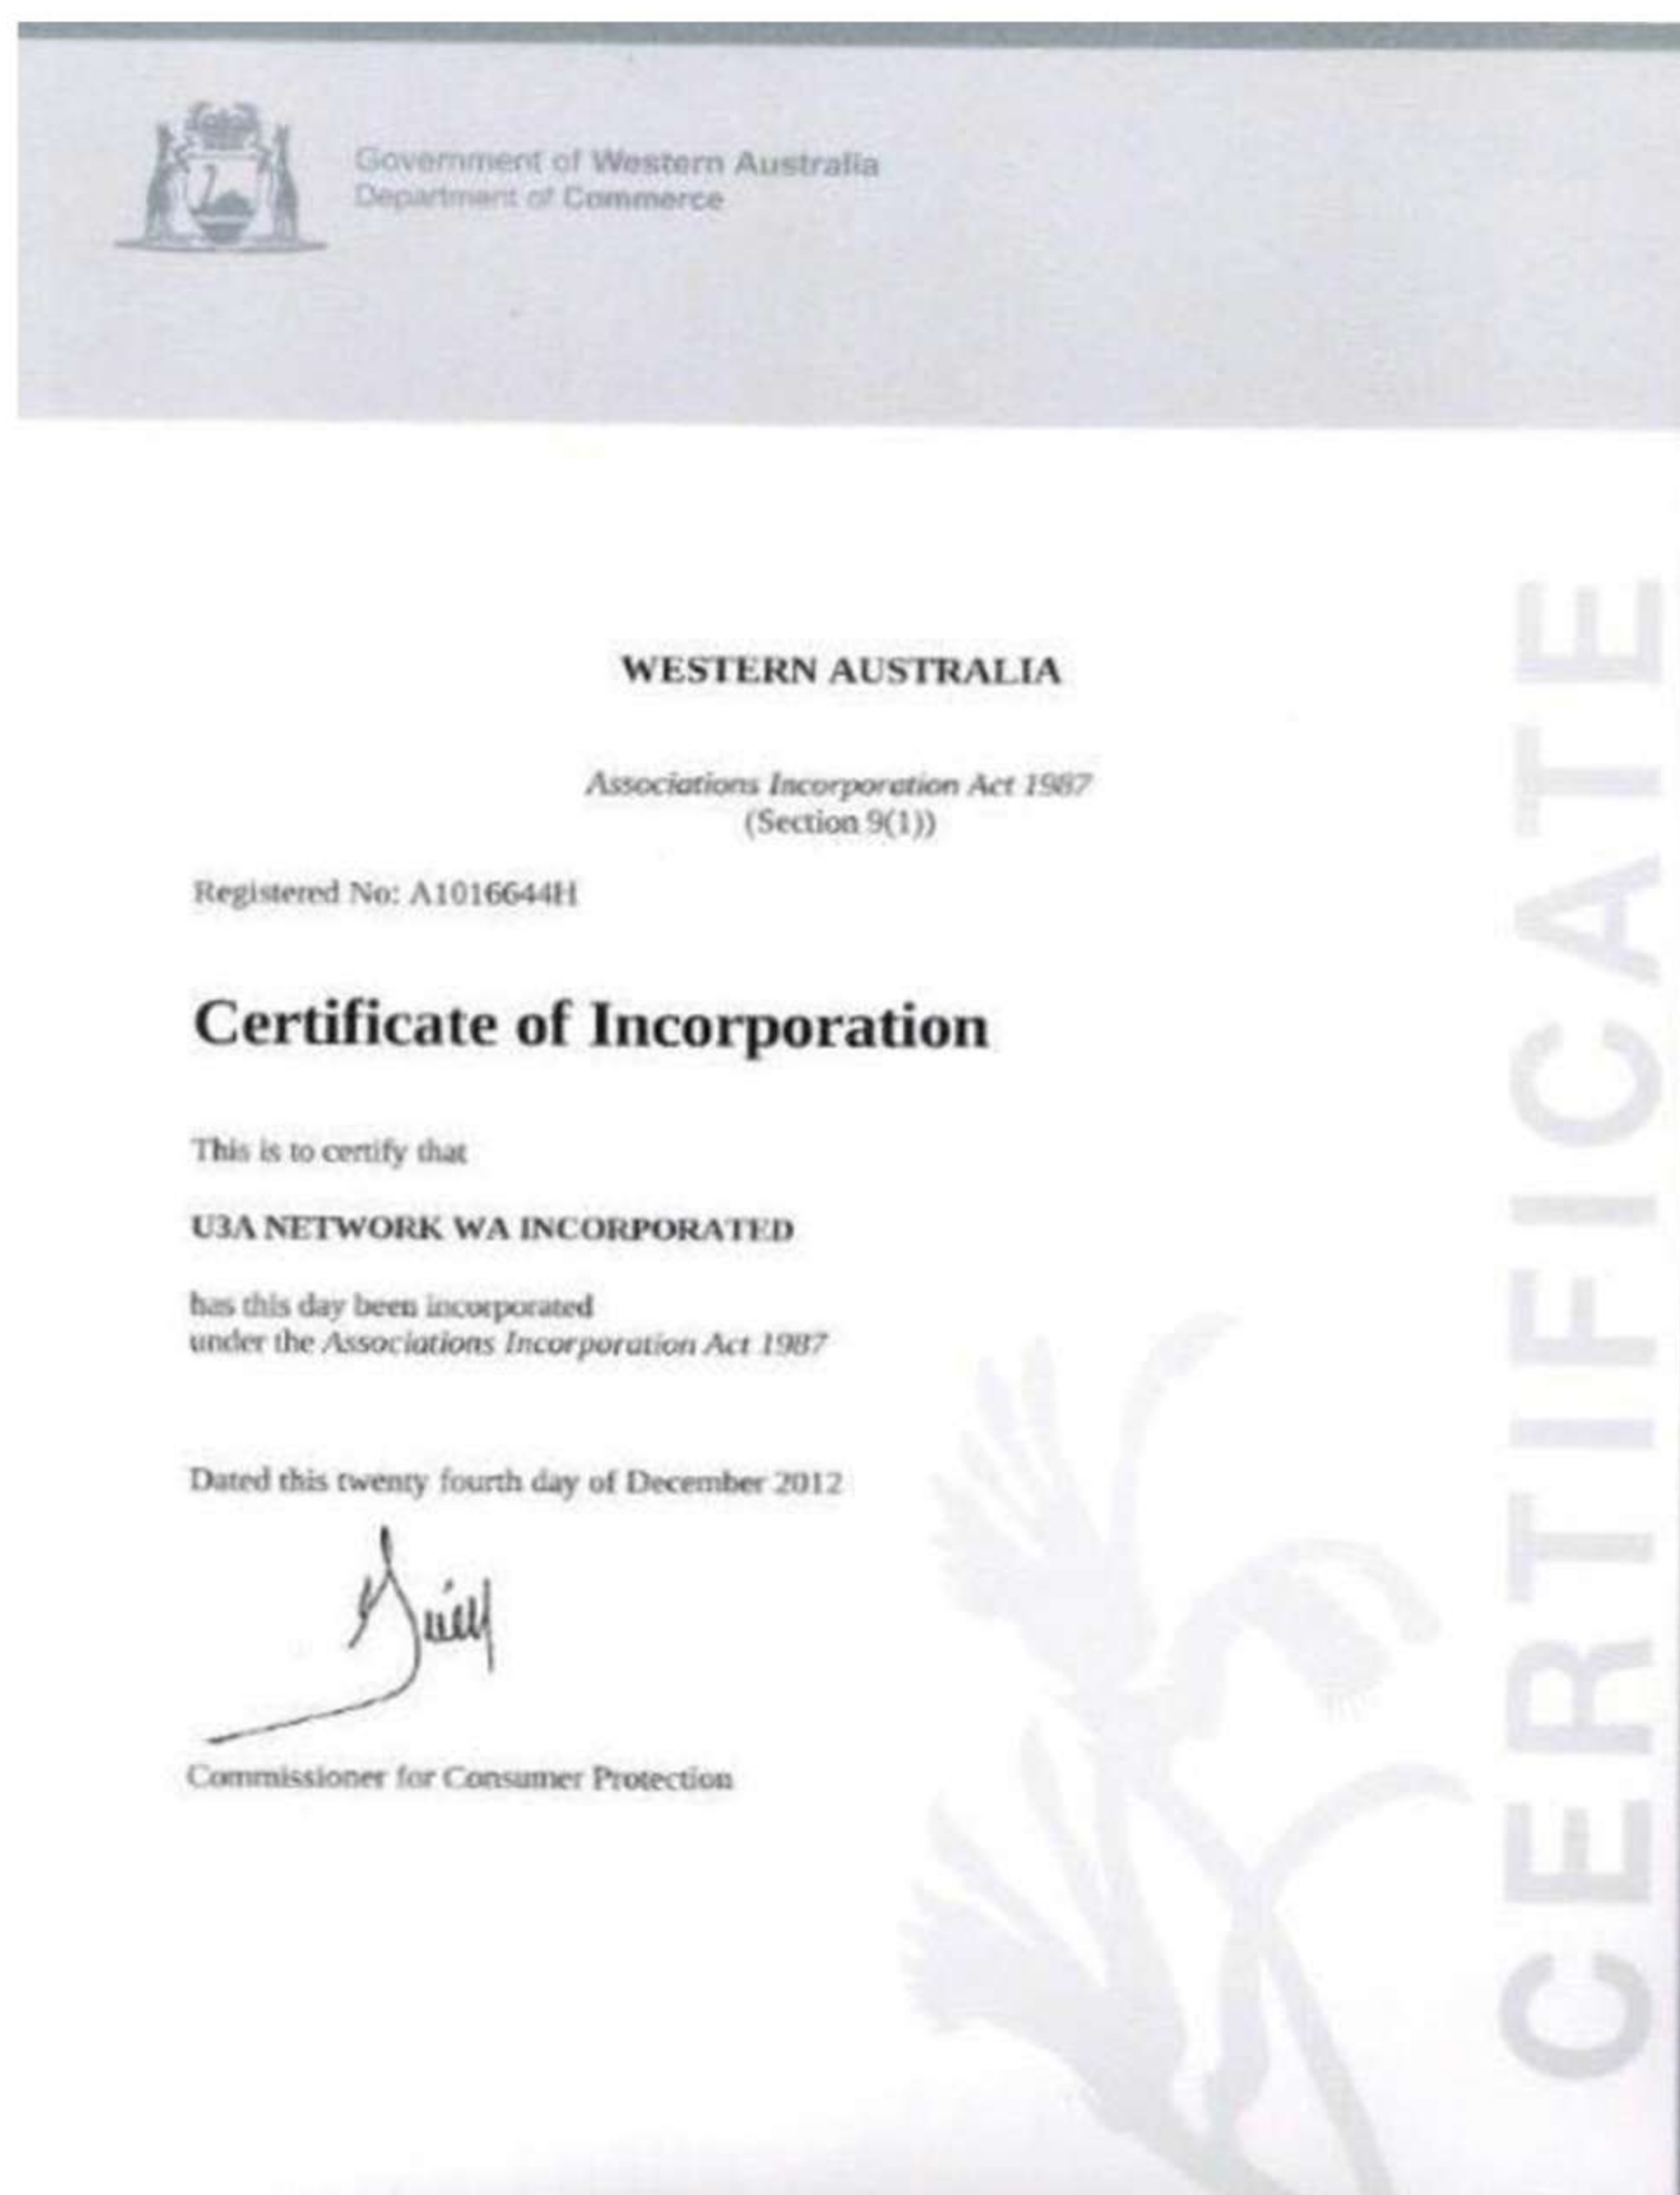 Government of Western Australia
Department of Commerce
WESTERN AUSTRALIA
Associations Incorporation Act 1987
(Section 9(1))
Registered No: A1016644H
Certificate of Incorporation
This is to certify that
U3A NETWORK WA INCORPORATED
has this day been incorporated
under the Associations Incorporation Act 1987
Dated this twenty fourth day of December 2012
Commissioner for Consumer Protection
CERTIFICATE